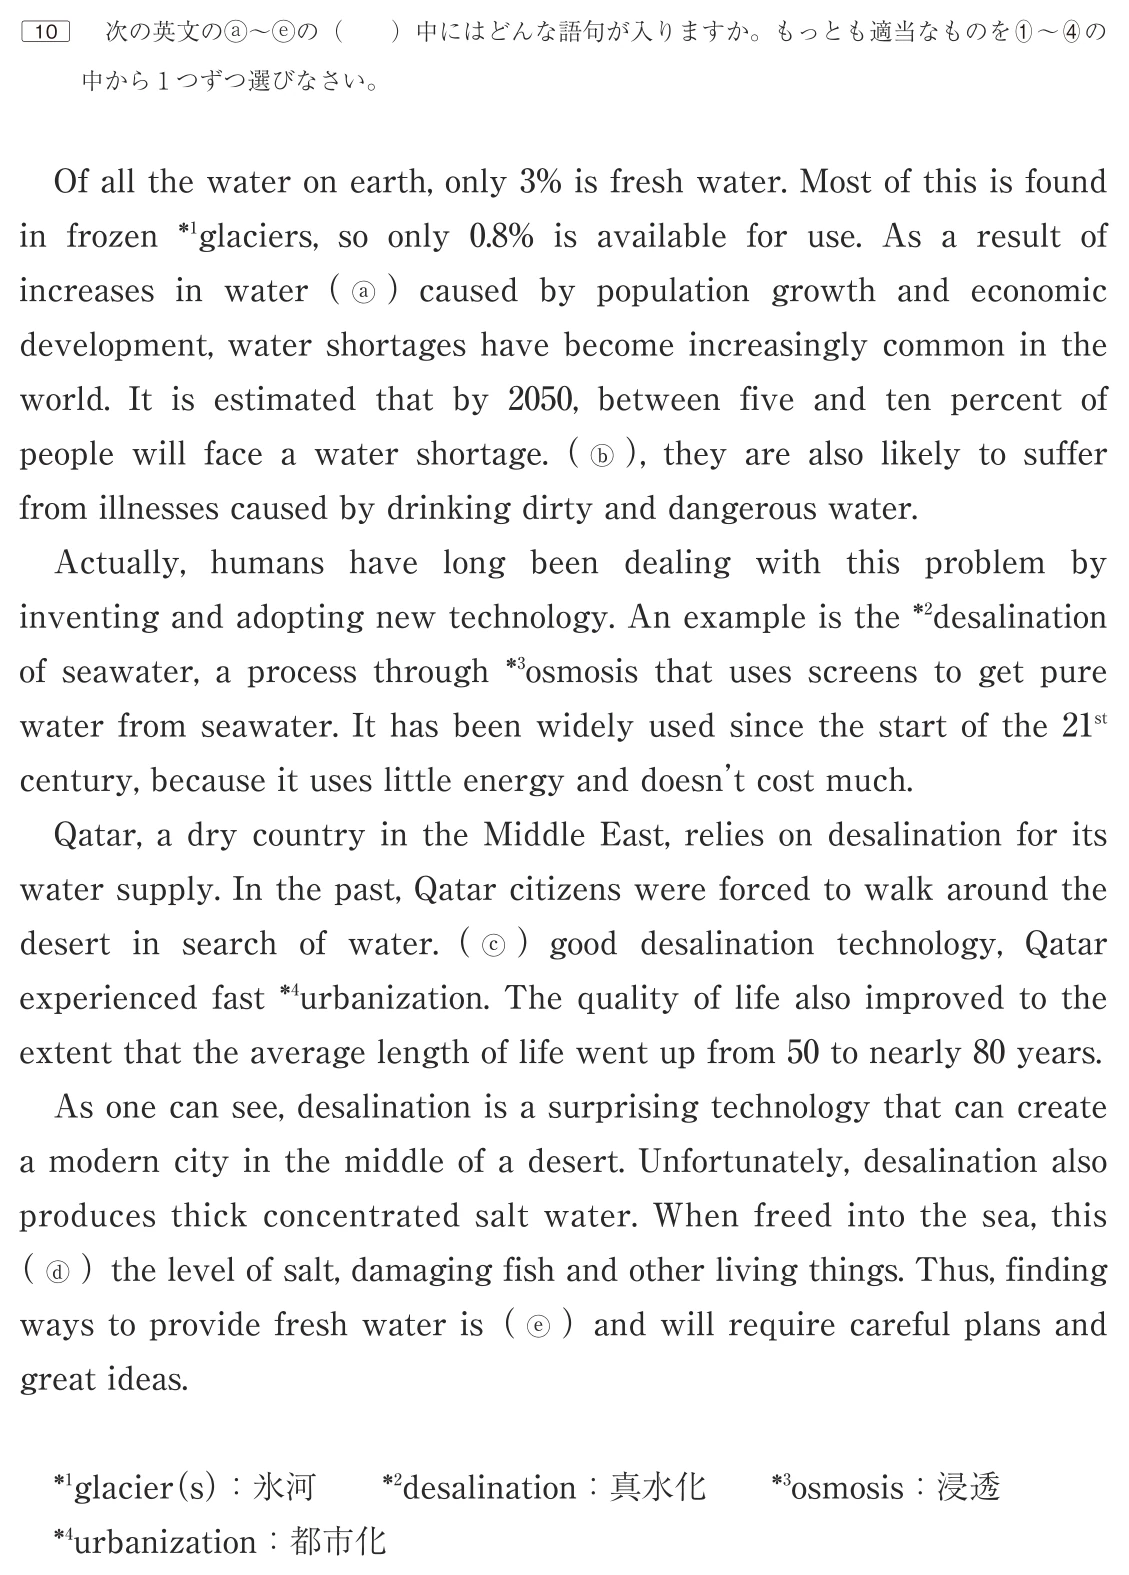 10 次の英文のⓐ～ⓔの（　　）中にはどんな語句が入りますか。もっとも適当なものを①～④の
中から１つずつ選びなさい。
Of all the water on earth, only 3% is fresh water. Most of this is found
in frozen *1glaciers, so only 0.8% is available for use. As a result of
increases in water ( ⓐ ) caused by population growth and economic
development, water shortages have become increasingly common in the
world. It is estimated that by 2050, between five and ten percent of
people will face a water shortage. ( ⓑ ), they are also likely to suffer
from illnesses caused by drinking dirty and dangerous water.
Actually, humans have long been dealing with this problem by
inventing and adopting new technology. An example is the *2desalination
of seawater, a process through *3osmosis that uses screens to get pure
water from seawater. It has been widely used since the start of the 21st
century, because it uses little energy and doesn't cost much.
Qatar, a dry country in the Middle East, relies on desalination for its
water supply. In the past, Qatar citizens were forced to walk around the
desert in search of water. ( ⓒ ) good desalination technology, Qatar
experienced fast *4urbanization. The quality of life also improved to the
extent that the average length of life went up from 50 to nearly 80 years.
As one can see, desalination is a surprising technology that can create
a modern city in the middle of a desert. Unfortunately, desalination also
produces thick concentrated salt water. When freed into the sea, this
( ⓓ ) the level of salt, damaging fish and other living things. Thus, finding
ways to provide fresh water is ( ⓔ ) and will require careful plans and
great ideas.
*1glacier(s)：氷河　　*2desalination：真水化　　*3osmosis：浸透
*4urbanization：都市化